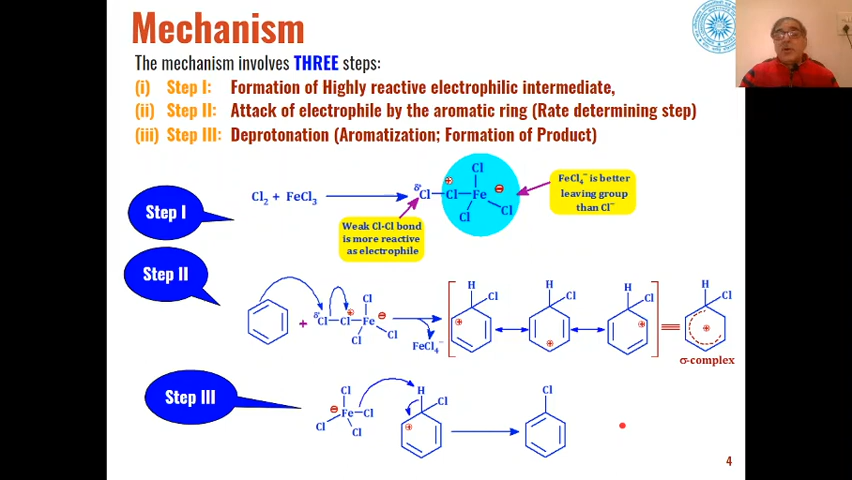 Mechanism
The mechanism involves THREE steps:
(i) Step I: Formation of Highly reactive electrophilic intermediate,
(ii) Step II: Attack of electrophile by the aromatic ring (Rate determining step)
(iii) Step III: Deprotonation (Aromatization; Formation of Product)
Step I
Cl₂ + FeCl₃
δ⁺ Cl Cl ⊕ Fe ⊖ Cl Cl Cl
Weak Cl-Cl bond
is more reactive
as electrophile
FeCl₄⁻ is better
leaving group
than Cl⁻
Step II
+ δ⁺ Cl Cl ⊕ Fe ⊖ Cl Cl Cl
FeCl₄⁻
H Cl ⊕
H Cl ⊕
H Cl ⊕
H Cl ⊕
σ-complex
Step III
Cl ⊖ Fe Cl Cl Cl
H Cl ⊕
Cl
4